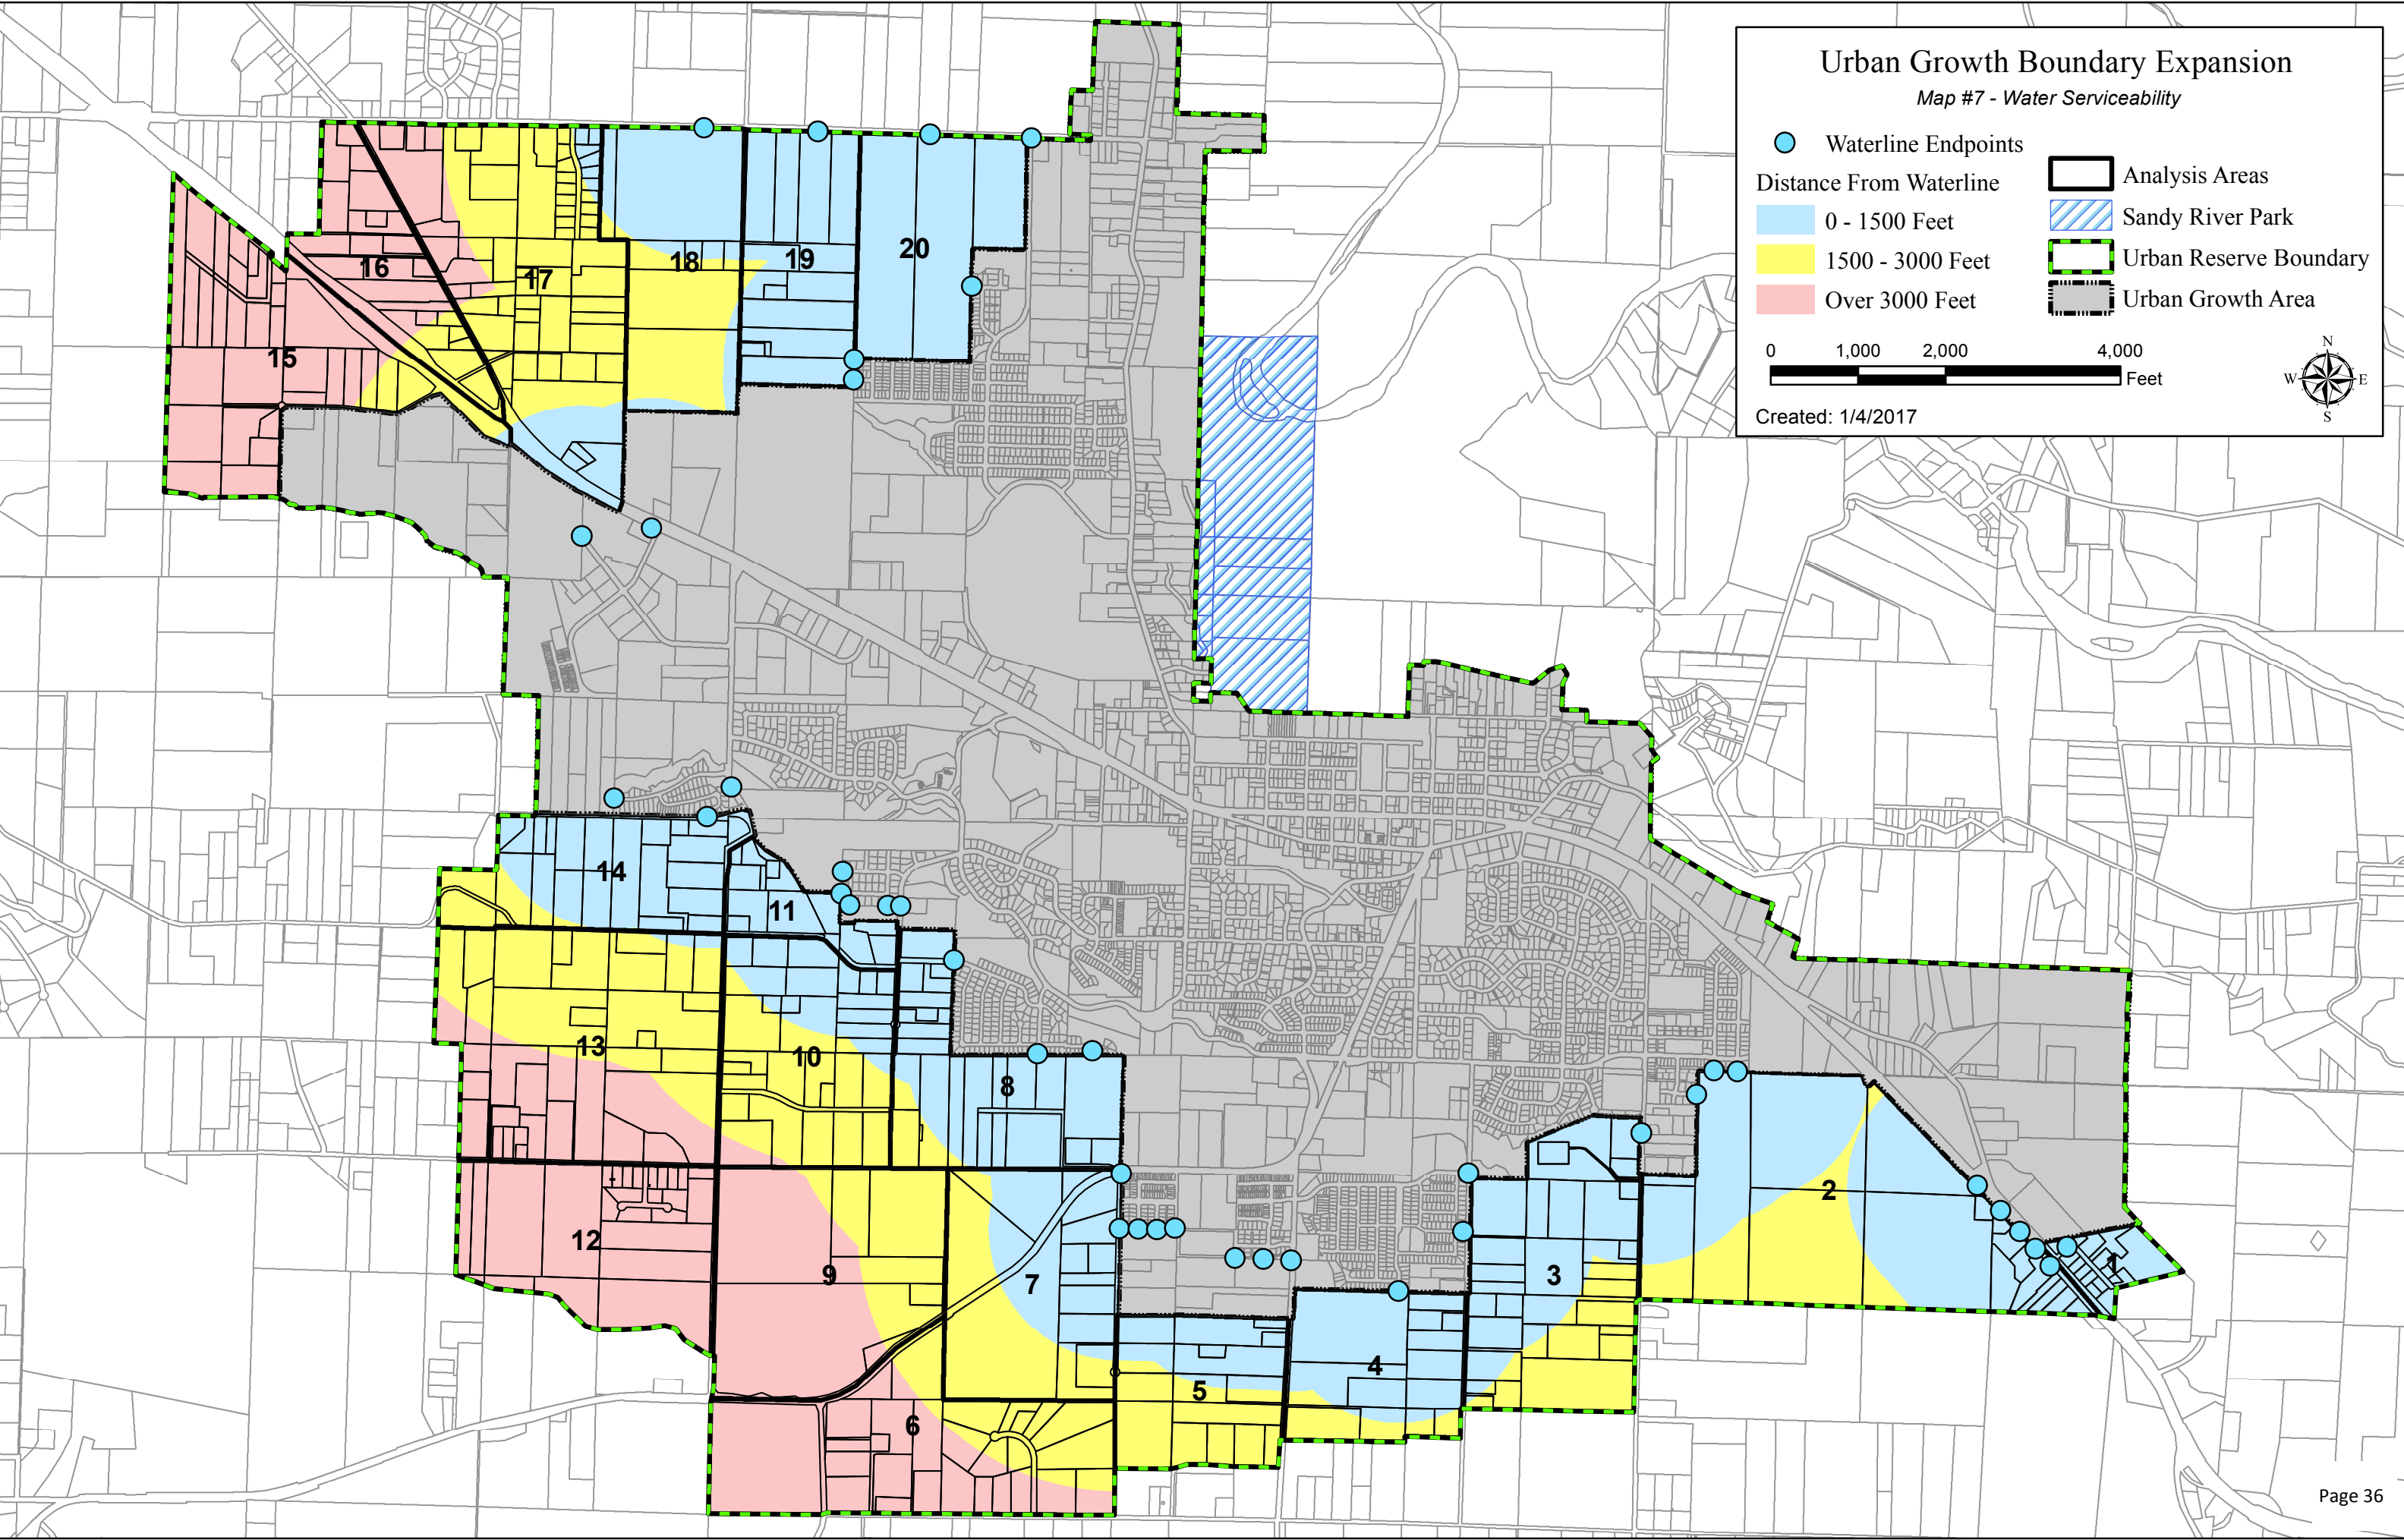 Urban Growth Boundary Expansion
Map #7 - Water Serviceability
Waterline Endpoints
Distance From Waterline
0 - 1500 Feet
1500 - 3000 Feet
Over 3000 Feet
Analysis Areas
Sandy River Park
Urban Reserve Boundary
Urban Growth Area
0 1,000 2,000 4,000
Feet
N
W E
S
Created: 1/4/2017
20
19
18
16
17
15
14
11
13
10
8
2
12
9
7
3
1
4
5
6
Page 36